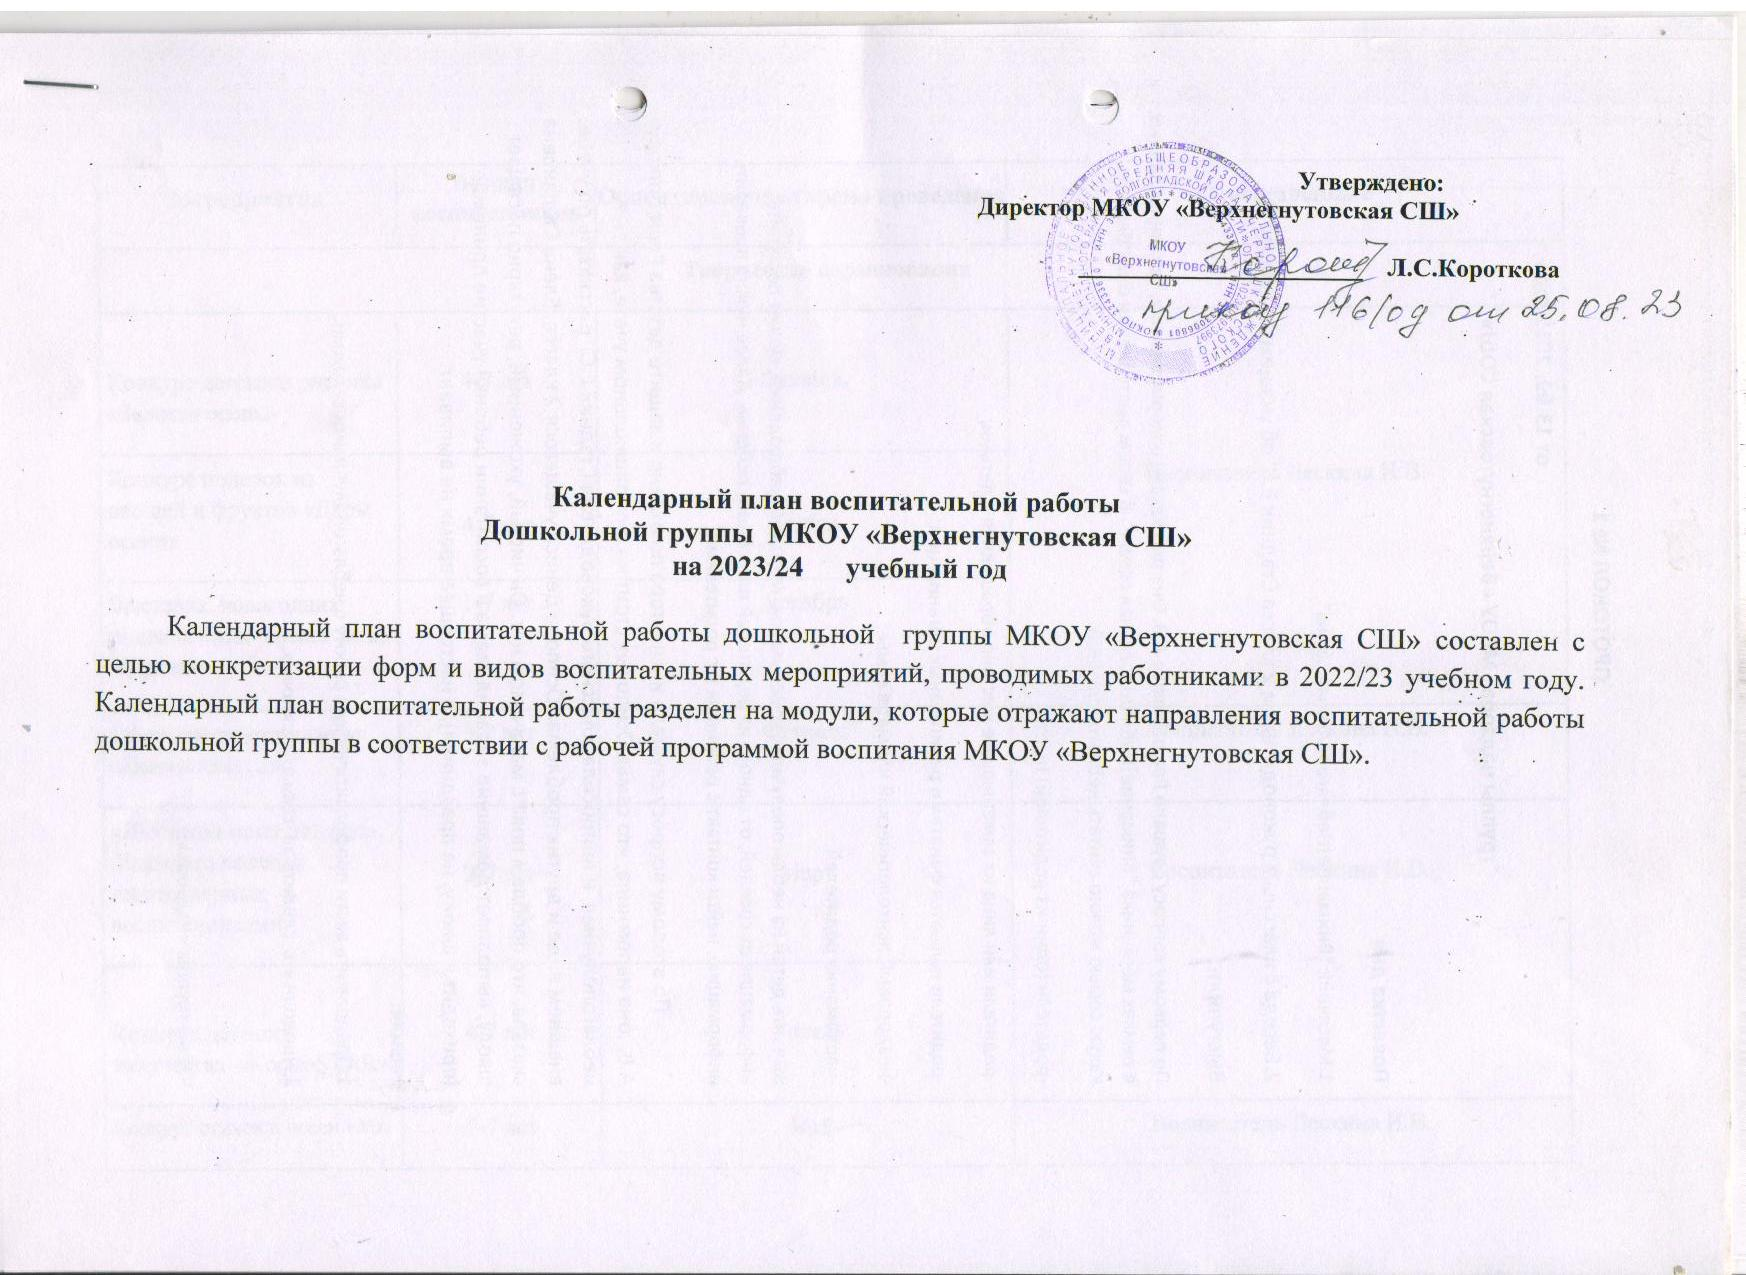 Утверждено:
Директор МКОУ «Верхнегнутовская СШ»
МКОУ
«Верхнегнутовская
СШ»
Л.С.Короткова
приказ 116/од от 25.08.23
Календарный план воспитательной работы
Дошкольной группы МКОУ «Верхнегнутовская СШ»
на 2023/24 учебный год
Календарный план воспитательной работы дошкольной группы МКОУ «Верхнегнутовская СШ» составлен с
целью конкретизации форм и видов воспитательных мероприятий, проводимых работниками в 2022/23 учебном году.
Календарный план воспитательной работы разделен на модули, которые отражают направления воспитательной работы
дошкольной группы в соответствии с рабочей программой воспитания МКОУ «Верхнегнутовская СШ».